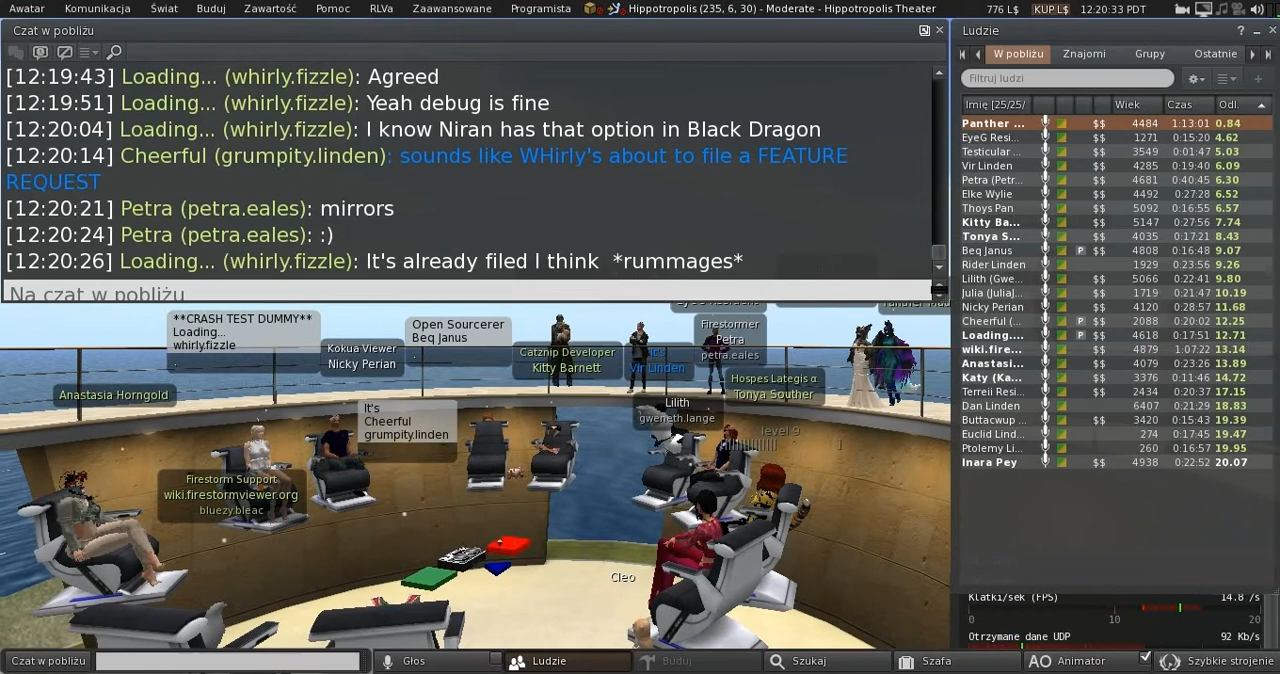 Awatar Komunikacja Świat Buduj Zawartość Pomoc RLVa Zaawansowane Programista Hippotropolis (235, 6, 30) - Moderate - Hippotropolis Theater 776 L$ KUP L$ 12:20:33 PDT
Czat w pobliżu
[12:19:43] Loading... (whirly.fizzle): Agreed
[12:19:51] Loading... (whirly.fizzle): Yeah debug is fine
[12:20:04] Loading... (whirly.fizzle): I know Niran has that option in Black Dragon
[12:20:14] Cheerful (grumpity.linden): sounds like WHirly's about to file a FEATURE
REQUEST
[12:20:21] Petra (petra.eales): mirrors
[12:20:24] Petra (petra.eales): :)
[12:20:26] Loading... (whirly.fizzle): It's already filed I think *rummages*
Na czat w pobliżu
**CRASH TEST DUMMY**
Loading...
whirly.fizzle
Kokua Viewer
Nicky Perian
Open Sourcerer
Beq Janus
Catznip Developer
Kitty Barnett
It's
Vir Linden
Firestormer
Petra
petra.eales
Hospes Lategis α
Tonya Souther
Anastasia Horngold
It's
Cheerful
grumpity.linden
Lilith
gweneth.lange
level 9
Firestorm Support
wiki.firestormviewer.org
bluezy.bleac
Cleo
Ludzie
W pobliżu Znajomi Grupy Ostatnie
Filtruj ludzi
Imię [25/25/ Wiek Czas Odl.
Panther ... $$ 4484 1:13:01 0.84
EyeG Resi... $$ 1271 0:15:20 4.62
Testicular ... $$ 3549 0:01:47 5.03
Vir Linden $$ 4285 0:19:40 6.09
Petra (Petr... $$ 4681 0:40:45 6.30
Elke Wylie $$ 4492 0:27:28 6.52
Thoys Pan $$ 5092 0:16:55 6.57
Kitty Ba... $$ 5147 0:27:56 7.74
Tonya S... $$ 4035 0:17:21 8.43
Beq Janus P $$ 4808 0:16:48 9.07
Rider Linden 1929 0:23:56 9.26
Lilith (Gwe... $$ 5066 0:22:41 9.80
Julia (JuliaJ... $$ 1719 0:21:47 10.19
Nicky Perian $$ 4120 0:28:57 11.68
Cheerful (... P $$ 2088 0:20:02 12.25
Loading.... P $$ 4618 0:17:51 12.71
wiki.fire... $$ 4879 1:07:22 13.14
Anastasi... $$ 4079 0:23:26 13.89
Katy (Ka... $$ 3376 0:11:46 14.72
Terreii Resi... $$ 2434 0:20:37 17.15
Dan Linden 6407 0:21:29 18.83
Buttacwup ... $$ 3420 0:15:43 19.39
Euclid Lind... 274 0:17:45 19.47
Ptolemy Li... 260 0:16:57 19.95
Inara Pey $$ 4938 0:22:52 20.07
Klatki/sek (FPS) 14.8 /s
0 10 20
Otrzymane dane UDP 92 Kb/s
Czat w pobliżu Głos Ludzie Buduj Szukaj Szafa AO Animator Szybkie strojenie